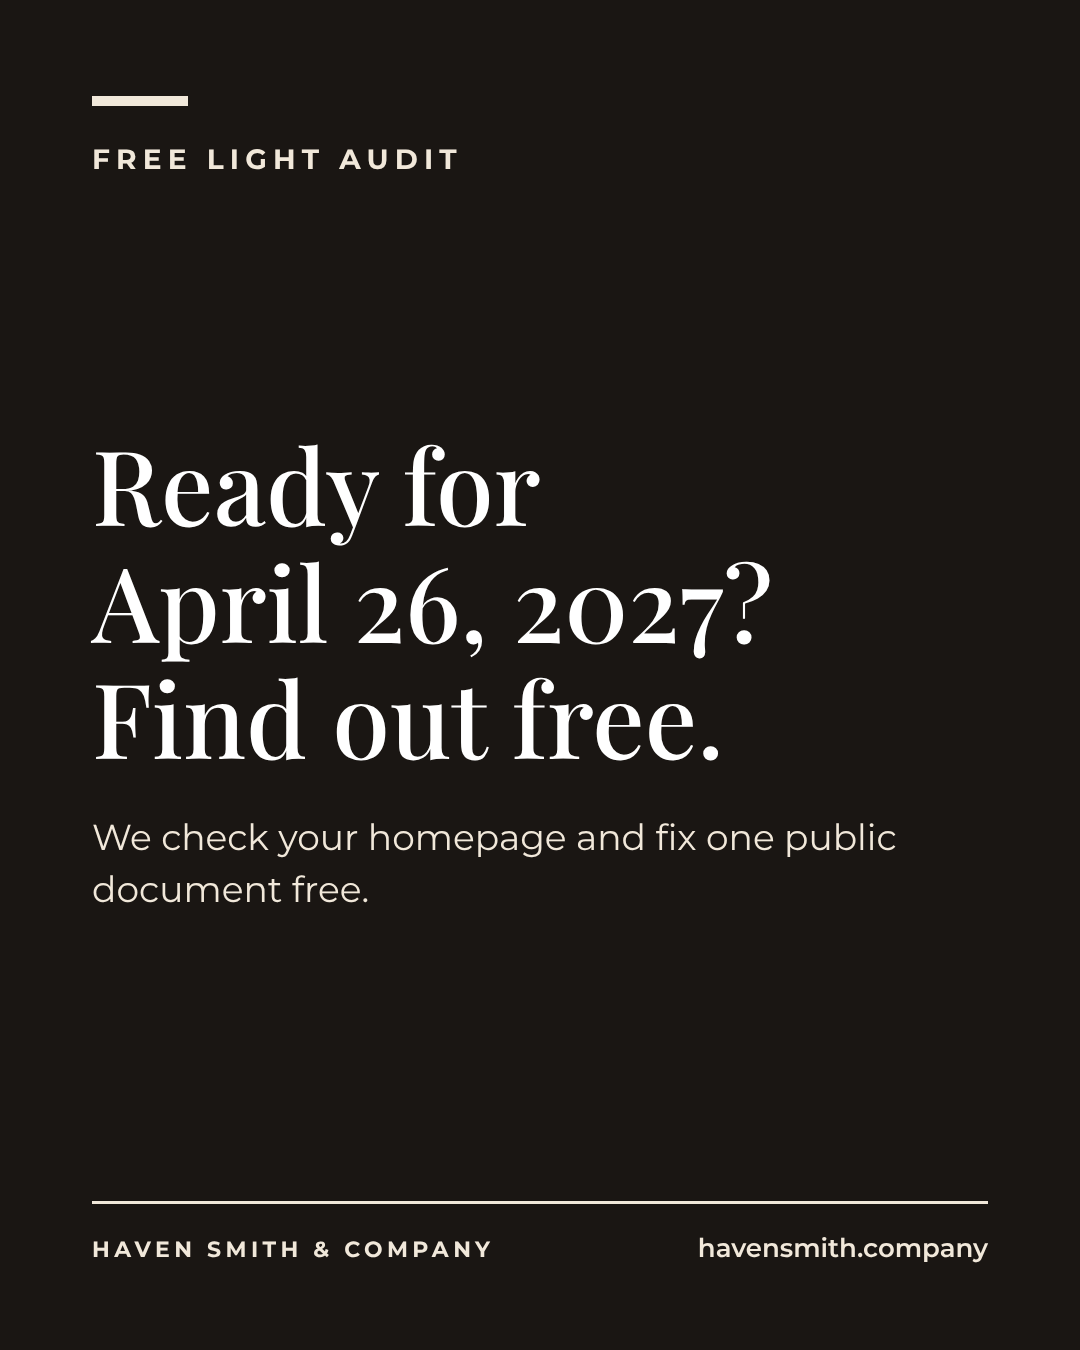 FREE LIGHT AUDIT
Ready for
April 26, 2027?
Find out free.
We check your homepage and fix one public
document free.
HAVEN SMITH & COMPANY
havensmith.company